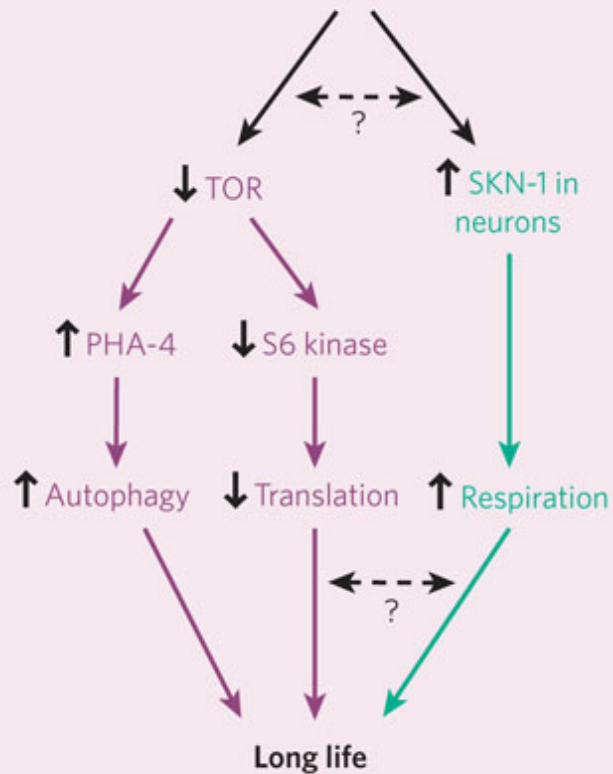 ?
↓ TOR
↑ SKN-1 in
neurons
↑ PHA-4
↓ S6 kinase
↑ Autophagy
↓ Translation
↑ Respiration
?
Long life